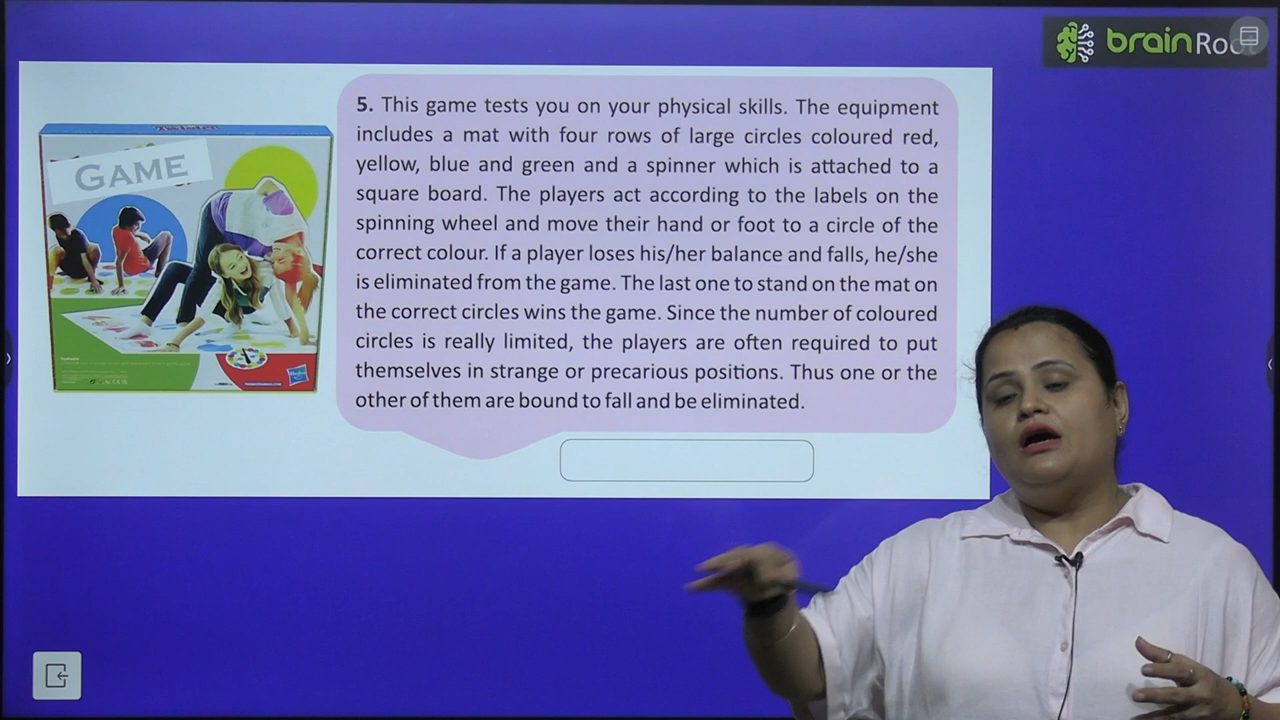 brainRoot
5. This game tests you on your physical skills. The equipment
includes a mat with four rows of large circles coloured red,
yellow, blue and green and a spinner which is attached to a
square board. The players act according to the labels on the
spinning wheel and move their hand or foot to a circle of the
correct colour. If a player loses his/her balance and falls, he/she
is eliminated from the game. The last one to stand on the mat on
the correct circles wins the game. Since the number of coloured
circles is really limited, the players are often required to put
themselves in strange or precarious positions. Thus one or the
other of them are bound to fall and be eliminated.
Twister
GAME
Hasbro